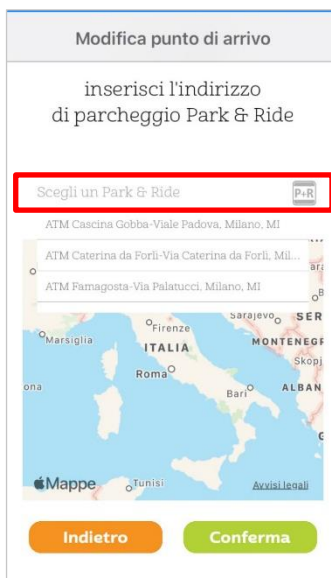 Modifica punto di arrivo
inserisci l'indirizzo
di parcheggio Park & Ride
Scegli un Park & Ride
P+R
ATM Cascina Gobba-Viale Padova, Milano, MI
ATM Caterina da Forlì-Via Caterina da Forlì, Mil...
ATM Famagosta-Via Palatucci, Milano, MI
Sarajevo
SER
Firenze
Marsiglia
ITALIA
MONTENEGR
Skopj
Roma
Bari
ALBAN
ona
Mappe
Tunisi
Avvisi legali
Indietro
Conferma